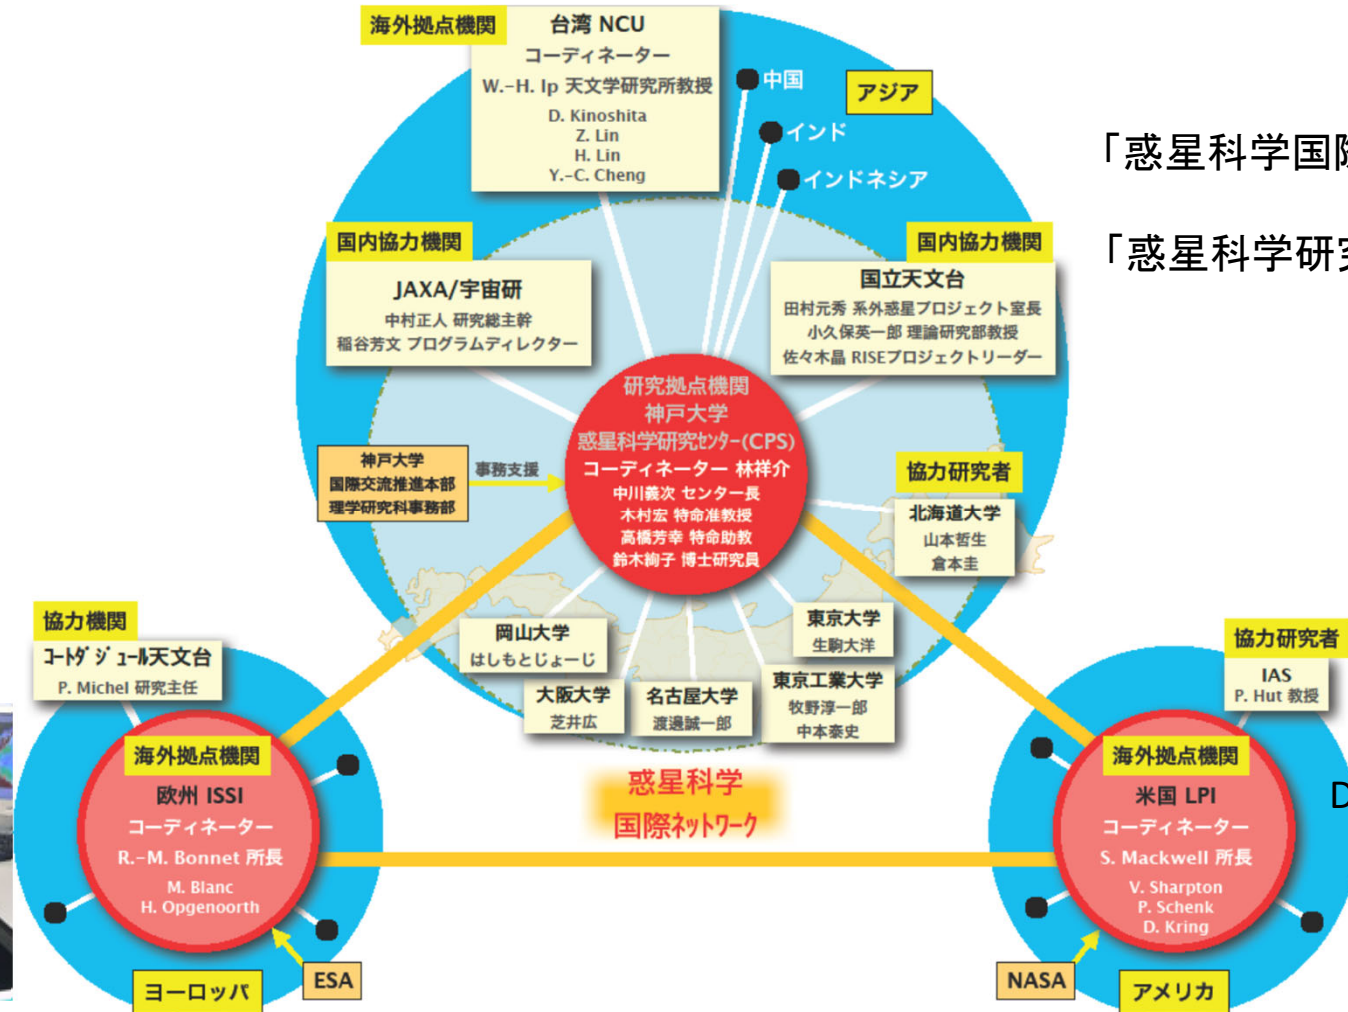 海外拠点機関
台湾 NCU
コーディネーター
W.-H. Ip 天文学研究所教授
D. Kinoshita
Z. Lin
H. Lin
Y.-C. Cheng
中国
インド
インドネシア
アジア
「惑星科学国際
「惑星科学研究
国内協力機関
JAXA/宇宙研
中村正人 研究総主幹
稲谷芳文 プログラムディレクター
国内協力機関
国立天文台
田村元秀 系外惑星プロジェクト室長
小久保英一郎 理論研究部教授
佐々木晶 RISEプロジェクトリーダー
研究拠点機関
神戸大学
惑星科学研究センター(CPS)
コーディネーター 林祥介
中川義次 センター長
木村宏 特命准教授
高橋芳幸 特命助教
鈴木絢子 博士研究員
神戸大学
国際交流推進本部
理学研究科事務部
事務支援
協力研究者
北海道大学
山本哲生
倉本圭
岡山大学
はしもとじょーじ
大阪大学
芝井広
名古屋大学
渡邊誠一郎
東京大学
生駒大洋
東京工業大学
牧野淳一郎
中本泰史
惑星科学
国際ネットワーク
協力機関
コートダジュール天文台
P. Michel 研究主任
海外拠点機関
欧州 ISSI
コーディネーター
R.-M. Bonnet 所長
M. Blanc
H. Opgenoorth
ヨーロッパ
ESA
協力研究者
IAS
P. Hut 教授
海外拠点機関
米国 LPI
コーディネーター
S. Mackwell 所長
V. Sharpton
P. Schenk
D. Kring
D
NASA
アメリカ